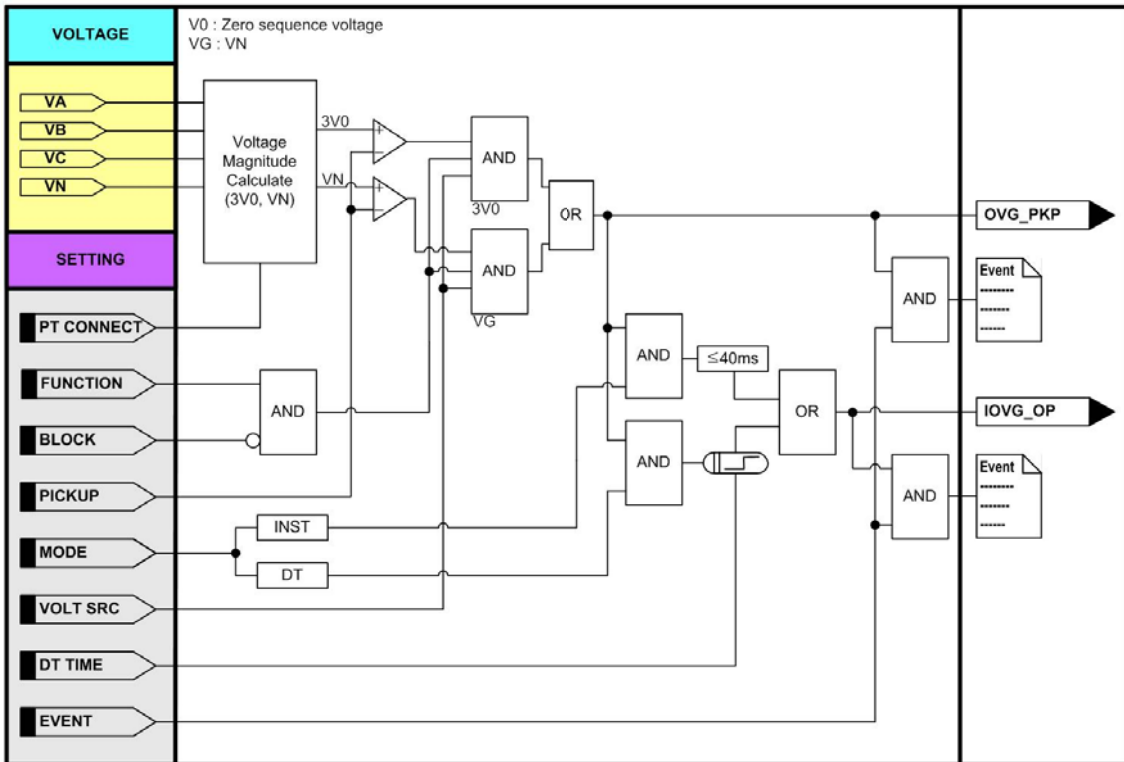 VOLTAGE
V0 : Zero sequence voltage
VG : VN
VA
VB
VC
VN
Voltage
Magnitude
Calculate
(3V0, VN)
3V0
VN
+
−
+
−
AND
3V0
AND
VG
OR
OVG_PKP
SETTING
AND
Event
--------
-------
------
PT CONNECT
AND
≤40ms
FUNCTION
AND
OR
IOVG_OP
BLOCK
AND
AND
Event
--------
-------
------
PICKUP
INST
MODE
DT
VOLT SRC
DT TIME
EVENT